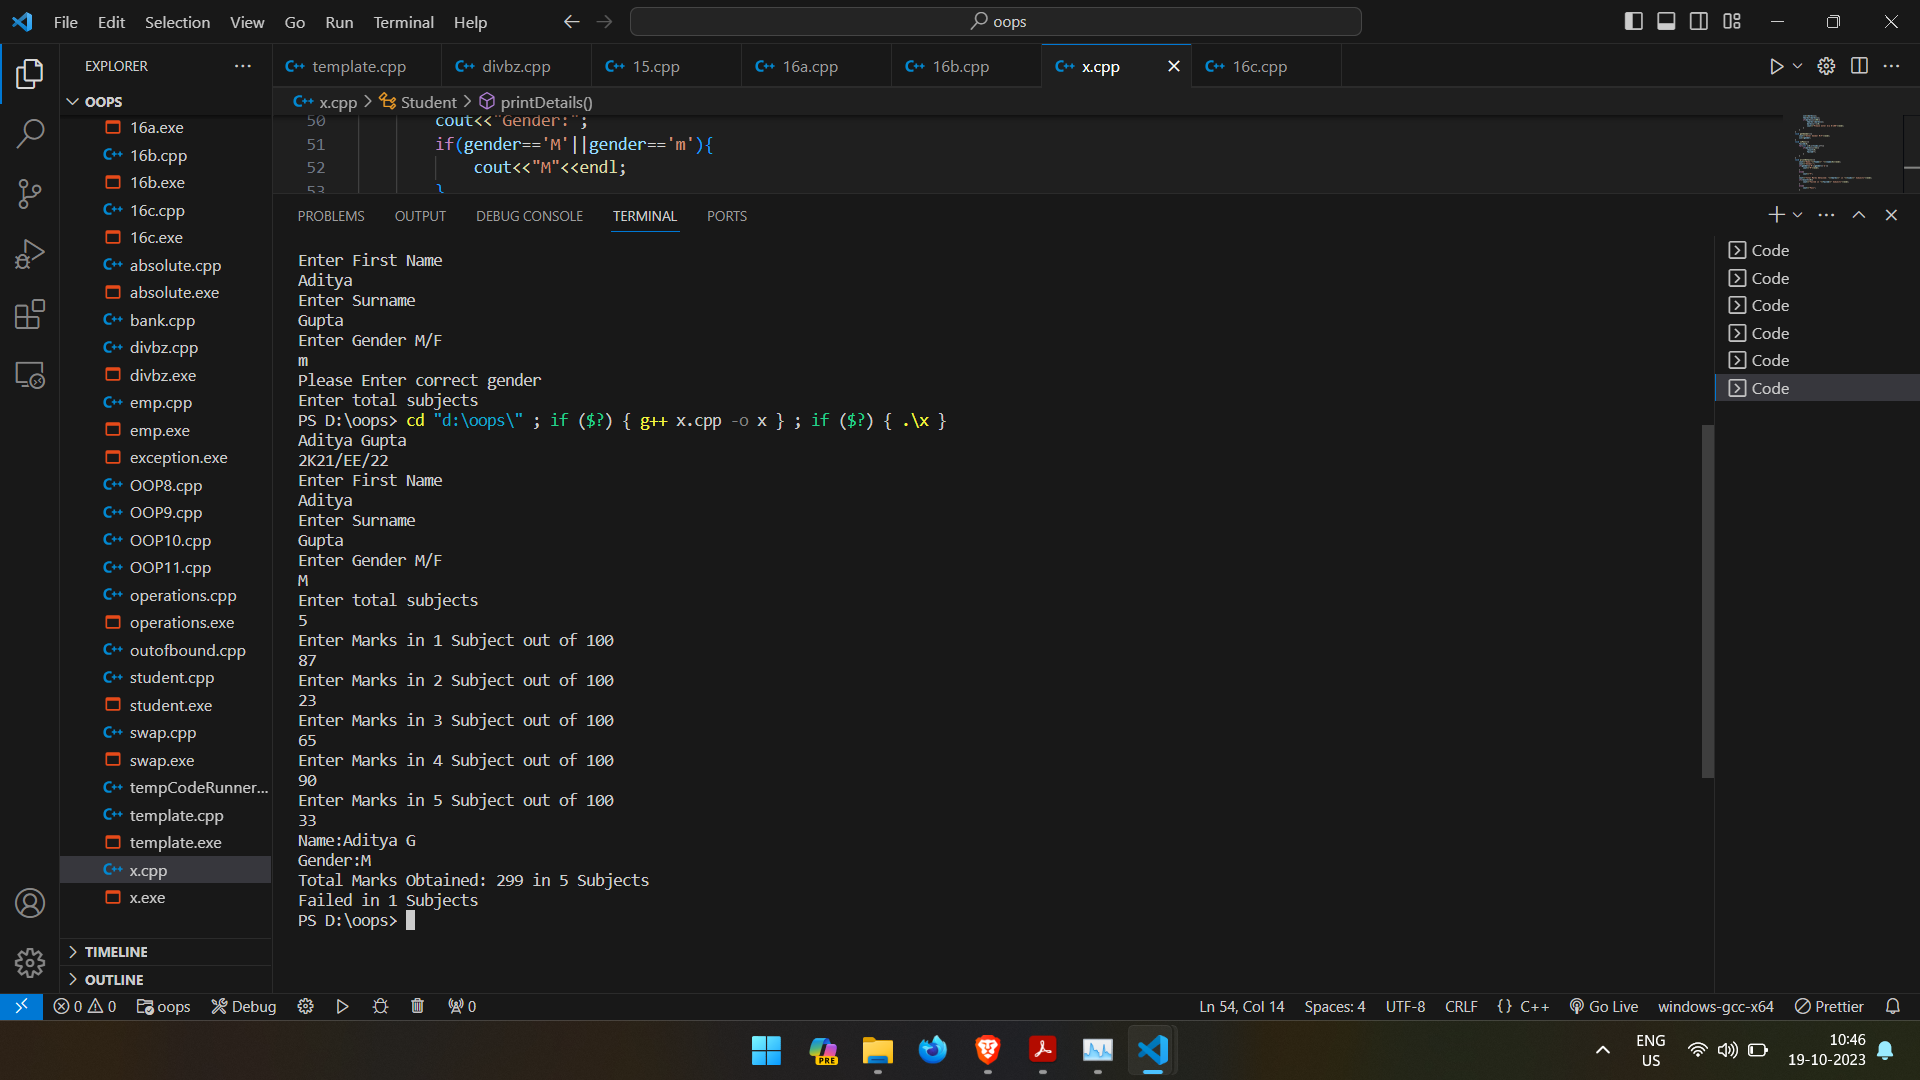 File Edit Selection View Go Run Terminal Help
oops
EXPLORER
OOPS
16a.exe
16b.cpp
16b.exe
16c.cpp
16c.exe
absolute.cpp
absolute.exe
bank.cpp
divbz.cpp
divbz.exe
emp.cpp
emp.exe
exception.exe
OOP8.cpp
OOP9.cpp
OOP10.cpp
OOP11.cpp
operations.cpp
operations.exe
outofbound.cpp
student.cpp
student.exe
swap.cpp
swap.exe
tempCodeRunner...
template.cpp
template.exe
x.cpp
x.exe
TIMELINE
OUTLINE
template.cpp divbz.cpp 15.cpp 16a.cpp 16b.cpp x.cpp 16c.cpp
x.cpp > Student > printDetails()
50 cout<<"Gender:";
51 if(gender=='M'||gender=='m'){
52 cout<<"M"<<endl;
53 }
PROBLEMS OUTPUT DEBUG CONSOLE TERMINAL PORTS
Enter First Name
Aditya
Enter Surname
Gupta
Enter Gender M/F
m
Please Enter correct gender
Enter total subjects
PS D:\oops> cd "d:\oops\" ; if ($?) { g++ x.cpp -o x } ; if ($?) { .\x }
Aditya Gupta
2K21/EE/22
Enter First Name
Aditya
Enter Surname
Gupta
Enter Gender M/F
M
Enter total subjects
5
Enter Marks in 1 Subject out of 100
87
Enter Marks in 2 Subject out of 100
23
Enter Marks in 3 Subject out of 100
65
Enter Marks in 4 Subject out of 100
90
Enter Marks in 5 Subject out of 100
33
Name:Aditya G
Gender:M
Total Marks Obtained: 299 in 5 Subjects
Failed in 1 Subjects
PS D:\oops>
Code
Code
Code
Code
Code
Code
0 0 oops Debug 0
Ln 54, Col 14 Spaces: 4 UTF-8 CRLF {} C++ Go Live windows-gcc-x64 Prettier
PRE
ENG
US
10:46
19-10-2023